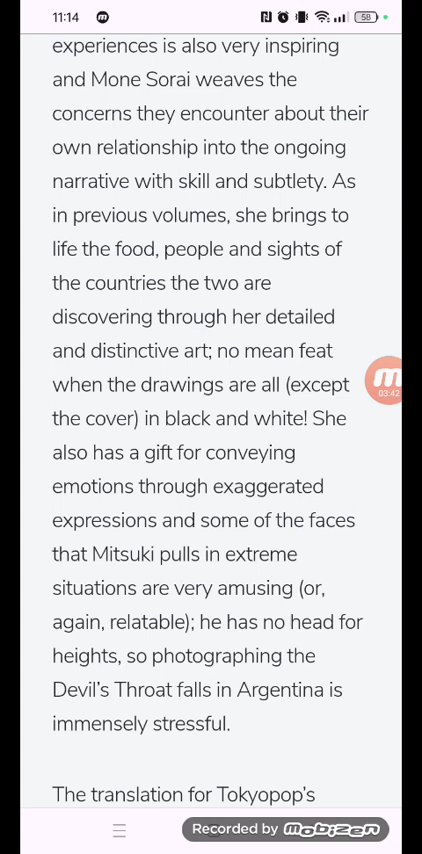 11:14
58
experiences is also very inspiring
and Mone Sorai weaves the
concerns they encounter about their
own relationship into the ongoing
narrative with skill and subtlety. As
in previous volumes, she brings to
life the food, people and sights of
the countries the two are
discovering through her detailed
and distinctive art; no mean feat
when the drawings are all (except
03:42
the cover) in black and white! She
also has a gift for conveying
emotions through exaggerated
expressions and some of the faces
that Mitsuki pulls in extreme
situations are very amusing (or,
again, relatable); he has no head for
heights, so photographing the
Devil’s Throat falls in Argentina is
immensely stressful.
The translation for Tokyopop’s
Recorded by mobizen